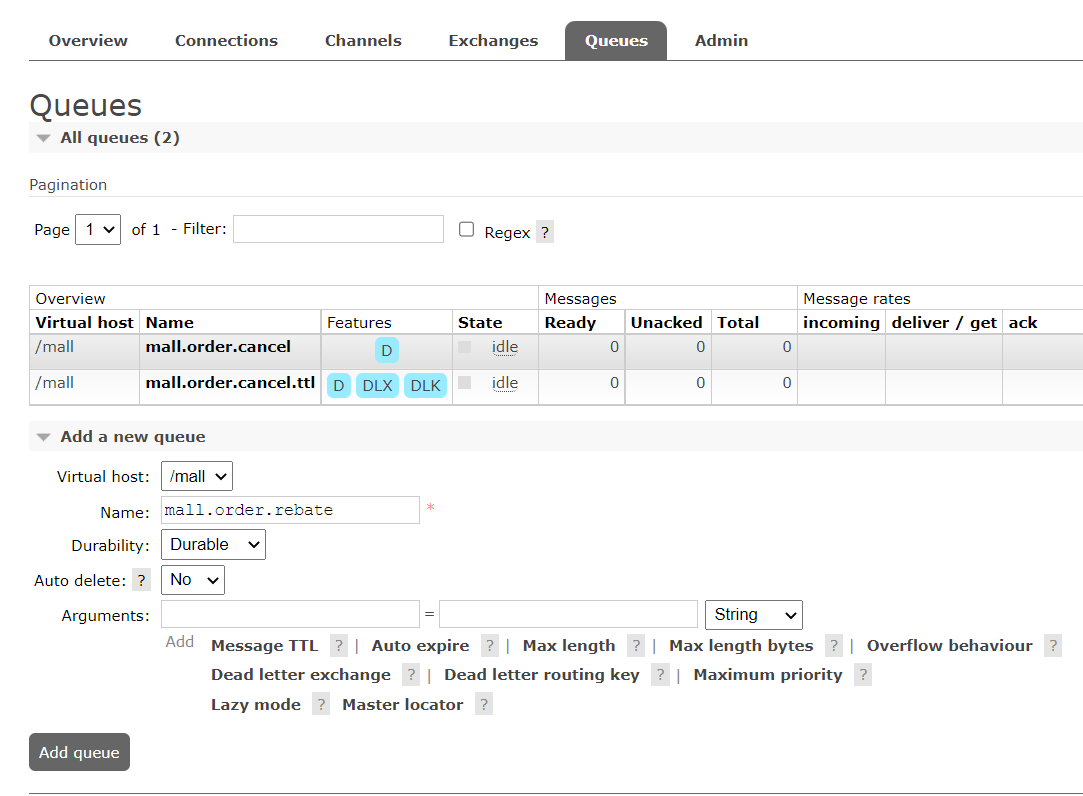 Overview Connections Channels Exchanges Queues Admin
Queues
All queues (2)
Pagination
Page 1 of 1 - Filter: Regex ?
Overview Messages Message rates
Virtual host Name Features State Ready Unacked Total incoming deliver / get ack
/mall mall.order.cancel D idle 0 0 0
/mall mall.order.cancel.ttl D DLX DLK idle 0 0 0
Add a new queue
Virtual host: /mall
Name: mall.order.rebate *
Durability: Durable
Auto delete: ? No
Arguments: = String
Add Message TTL ? | Auto expire ? | Max length ? | Max length bytes ? | Overflow behaviour ?
Dead letter exchange ? | Dead letter routing key ? | Maximum priority ?
Lazy mode ? Master locator ?
Add queue